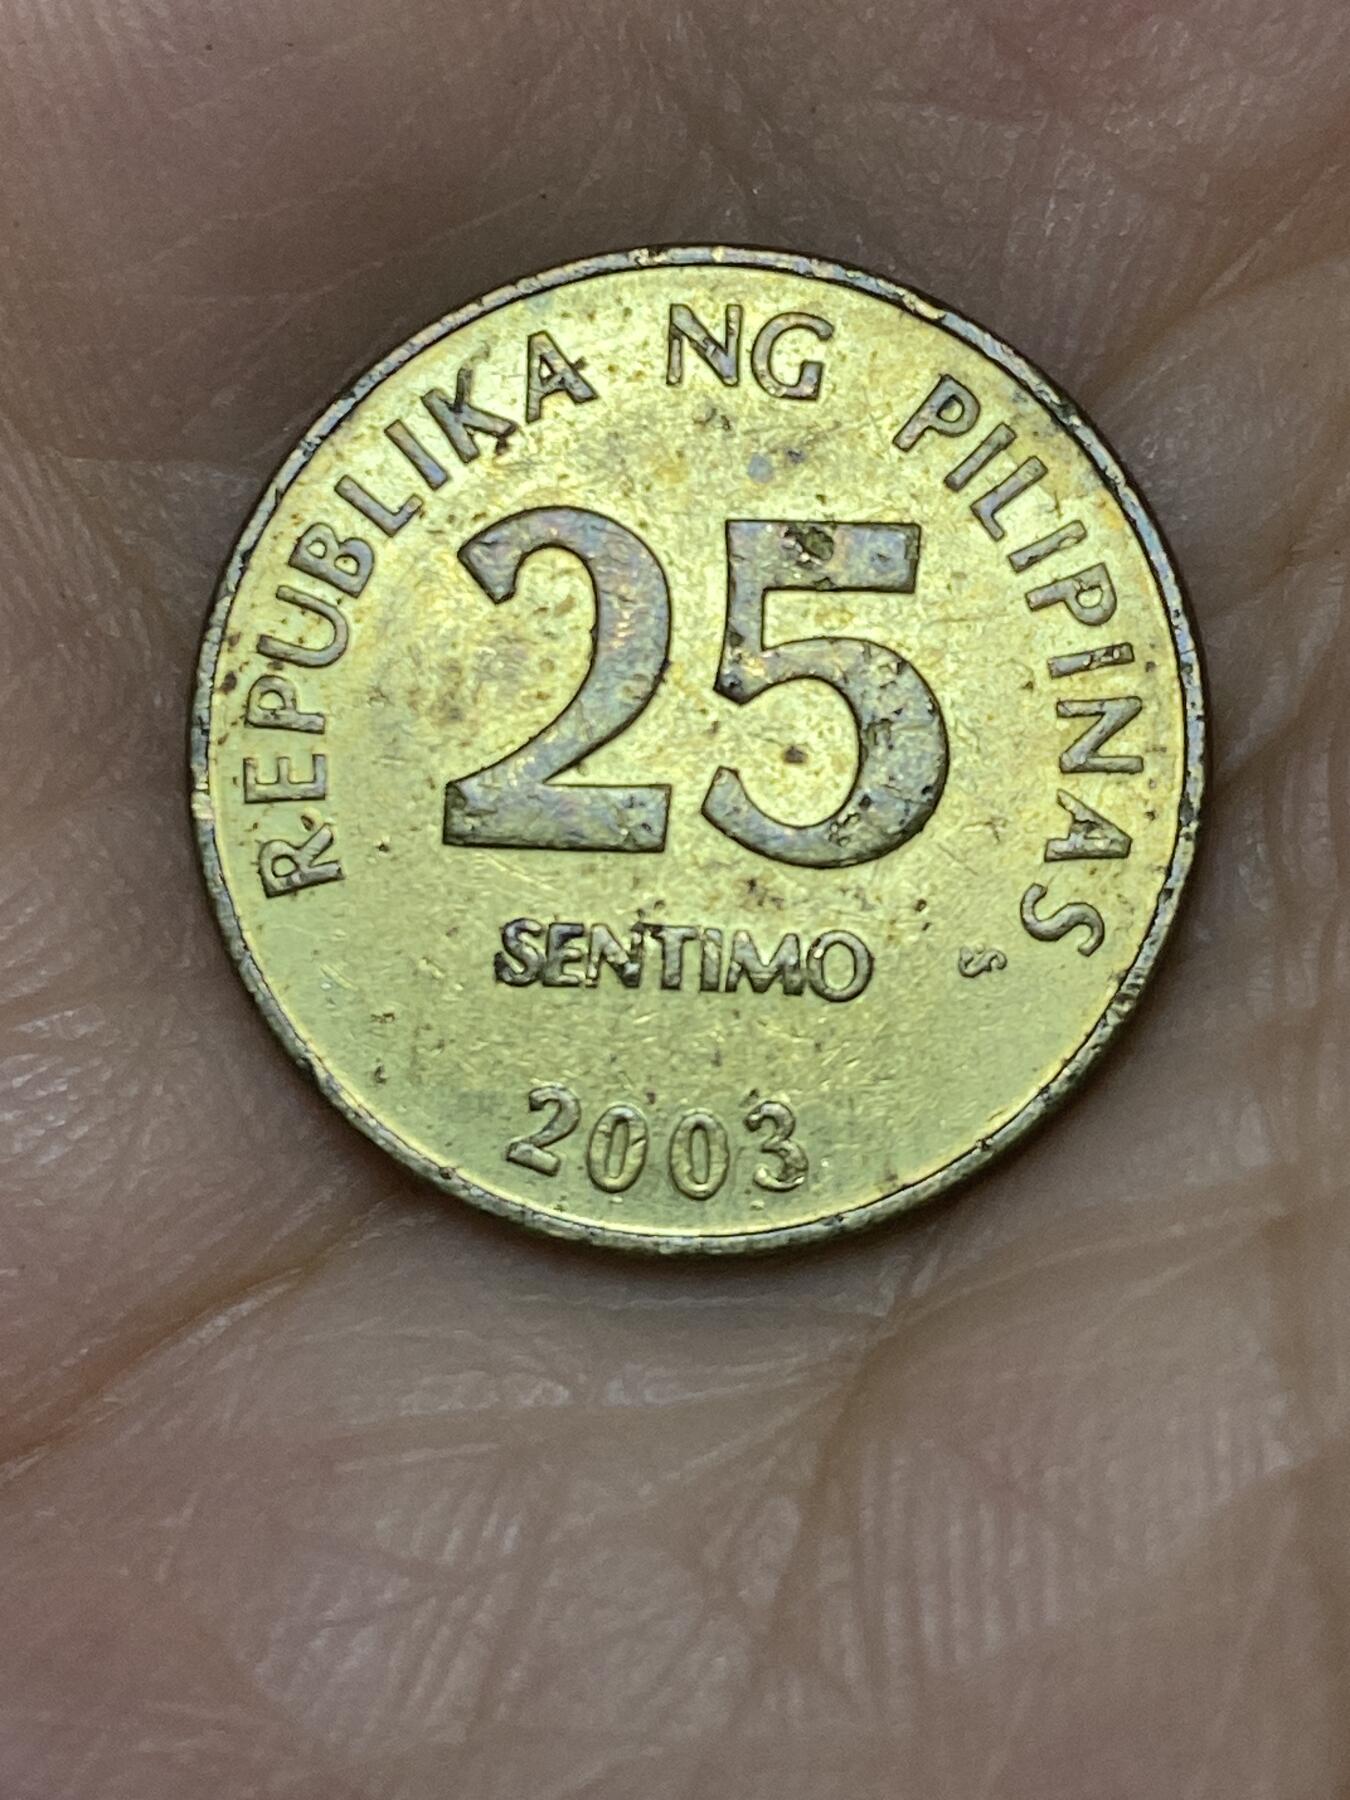 REPUBLIKA NG PILIPINAS
25
SENTIMO
S
2003